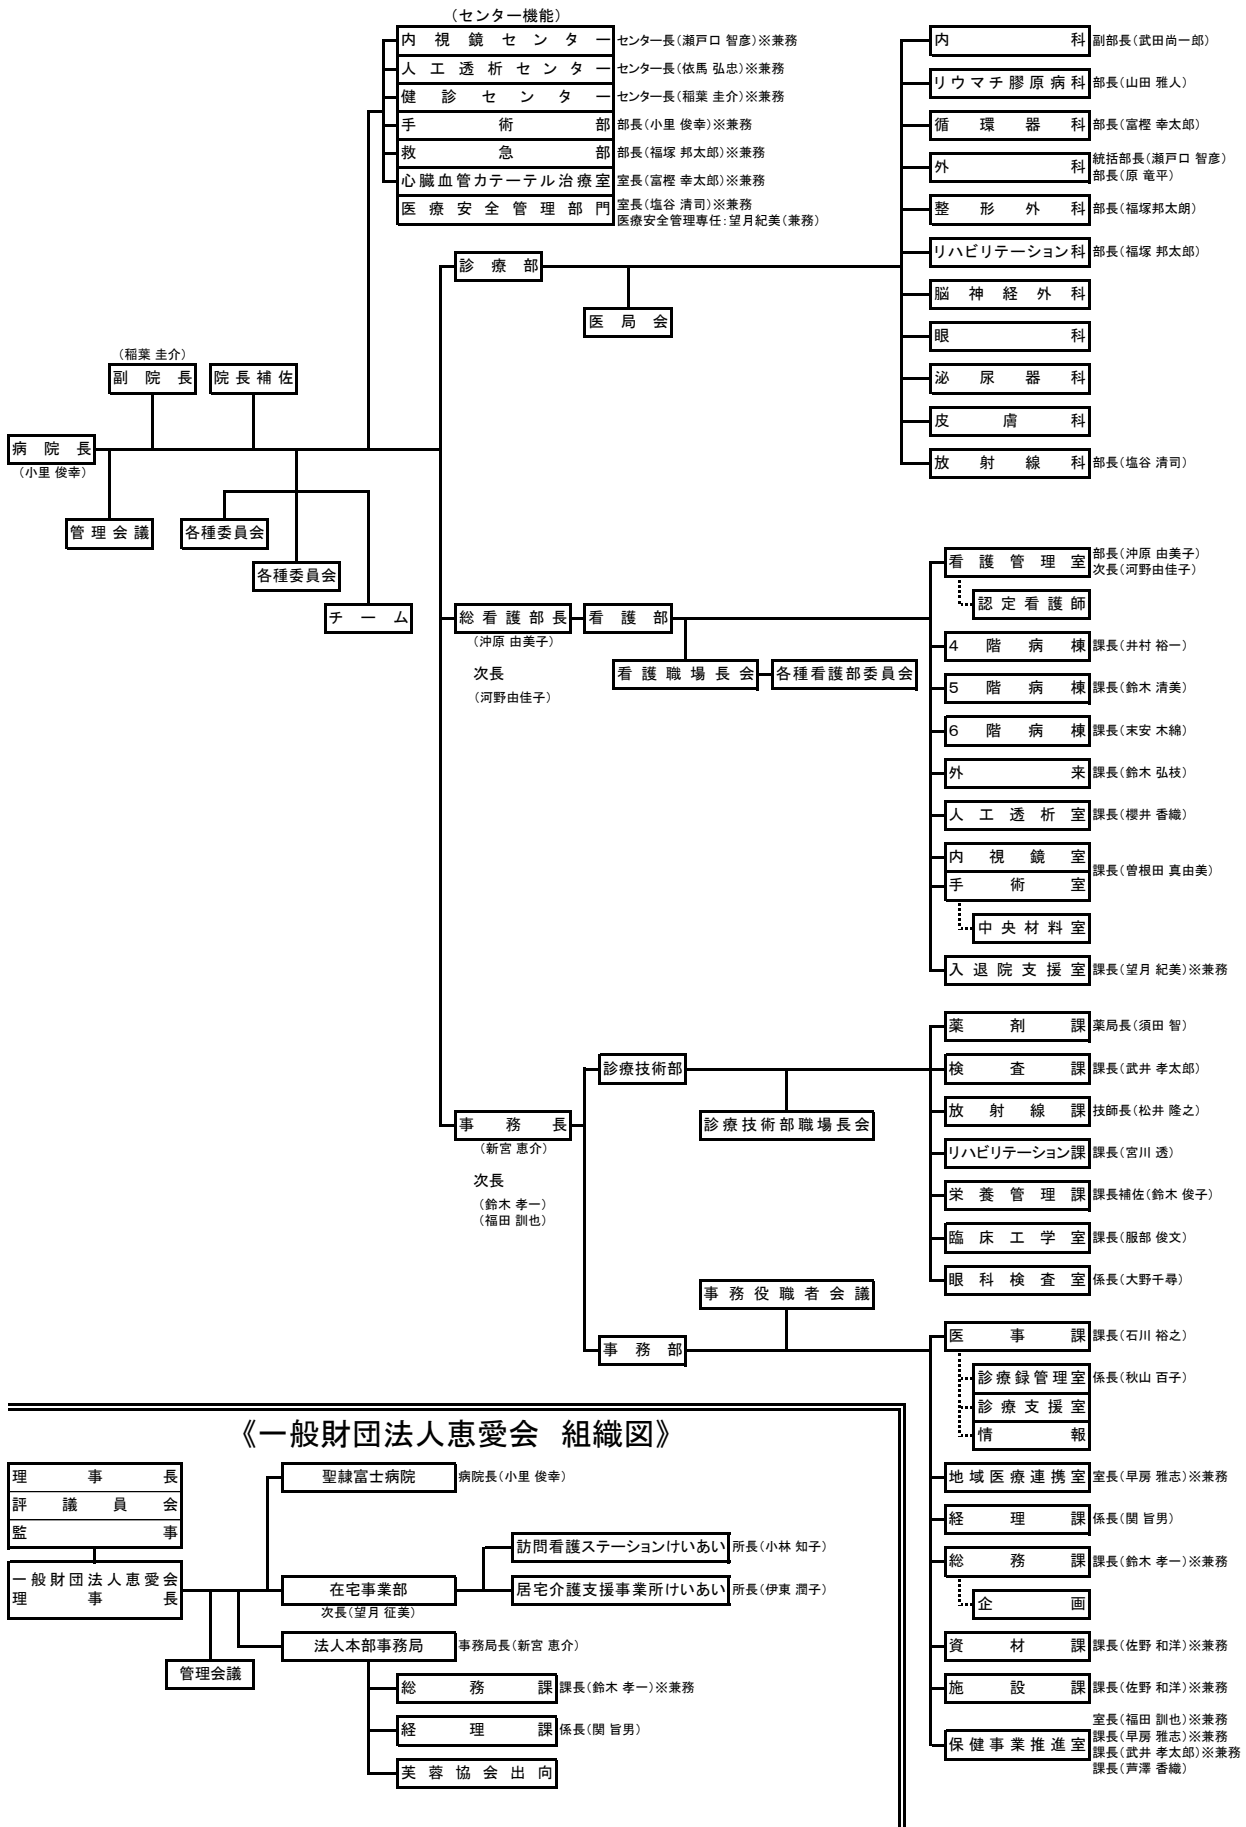 （センター機能）
内視鏡センター センター長（瀬戸口 智彦）※兼務
人工透析センター センター長（依馬 弘忠）※兼務
健診センター センター長（稲葉 圭介）※兼務
手術部 部長（小里 俊幸）※兼務
救急部 部長（福塚 邦太郎）※兼務
心臓血管カテーテル治療室 室長（富樫 幸太郎）※兼務
医療安全管理部門 室長（塩谷 清司）※兼務
医療安全管理専任：望月紀美（兼務）
診療部
医局会
（稲葉 圭介）
副院長
院長補佐
病院長
（小里 俊幸）
管理会議
各種委員会
各種委員会
チーム
内科 副部長（武田尚一郎）
リウマチ膠原病科 部長（山田 雅人）
循環器科 部長（富樫 幸太郎）
外科 統括部長（瀬戸口 智彦）
部長（原 竜平）
整形外科 部長（福塚邦太朗）
リハビリテーション科 部長（福塚 邦太郎）
脳神経外科
眼科
泌尿器科
皮膚科
放射線科 部長（塩谷 清司）
総看護部長
（沖原 由美子）
次長
（河野由佳子）
看護部
看護職場長会
各種看護部委員会
看護管理室 部長（沖原 由美子）
次長（河野由佳子）
認定看護師
4階病棟 課長（井村 裕一）
5階病棟 課長（鈴木 清美）
6階病棟 課長（末安 木綿）
外来 課長（鈴木 弘枝）
人工透析室 課長（櫻井 香織）
内視鏡室
課長（曽根田 真由美）
手術室
中央材料室
入退院支援室 課長（望月 紀美）※兼務
事務長
（新宮 恵介）
次長
（鈴木 孝一）
（福田 訓也）
診療技術部
診療技術部職場長会
薬剤課 薬局長（須田 智）
検査課 課長（武井 孝太郎）
放射線課 技師長（松井 隆之）
リハビリテーション課 課長（宮川 透）
栄養管理課 課長補佐（鈴木 俊子）
臨床工学室 課長（服部 俊文）
眼科検査室 係長（大野千尋）
事務役職者会議
事務部
医事課 課長（石川 裕之）
診療録管理室 係長（秋山 百子）
診療支援室
情報
地域医療連携室 室長（早房 雅志）※兼務
経理課 係長（関 旨男）
総務課 課長（鈴木 孝一）※兼務
企画
資材課 課長（佐野 和洋）※兼務
施設課 課長（佐野 和洋）※兼務
保健事業推進室 室長（福田 訓也）※兼務
課長（早房 雅志）※兼務
課長（武井 孝太郎）※兼務
課長（芦澤 香織）
《一般財団法人恵愛会　組織図》
理事長
評議員会
監事
一般財団法人恵愛会
理事長
管理会議
聖隷富士病院 病院長（小里 俊幸）
在宅事業部
次長（望月 征美）
訪問看護ステーションけいあい 所長（小林 知子）
居宅介護支援事業所けいあい 所長（伊東 潤子）
法人本部事務局 事務局長（新宮 恵介）
総務課 課長（鈴木 孝一）※兼務
経理課 係長（関 旨男）
芙蓉協会出向